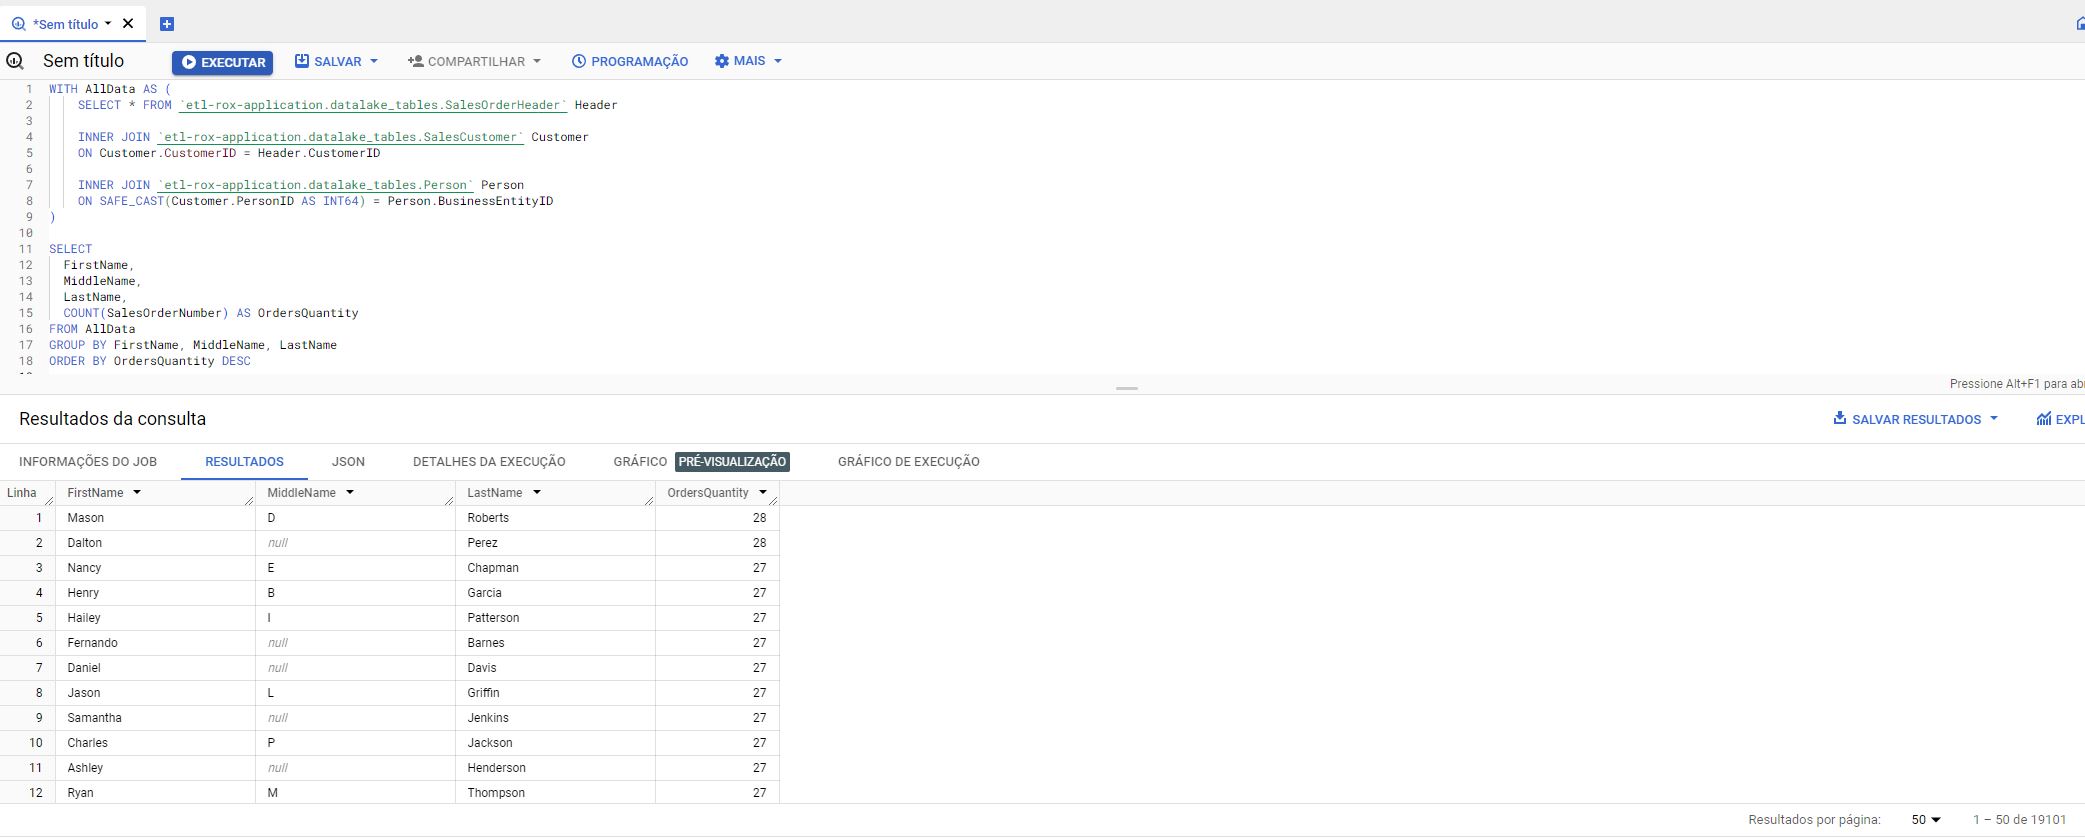 *Sem título
Sem título EXECUTAR SALVAR COMPARTILHAR PROGRAMAÇÃO MAIS
1 WITH AllData AS (
2 SELECT * FROM `etl-rox-application.datalake_tables.SalesOrderHeader` Header
3
4 INNER JOIN `etl-rox-application.datalake_tables.SalesCustomer` Customer
5 ON Customer.CustomerID = Header.CustomerID
6
7 INNER JOIN `etl-rox-application.datalake_tables.Person` Person
8 ON SAFE_CAST(Customer.PersonID AS INT64) = Person.BusinessEntityID
9 )
10
11 SELECT
12 FirstName,
13 MiddleName,
14 LastName,
15 COUNT(SalesOrderNumber) AS OrdersQuantity
16 FROM AllData
17 GROUP BY FirstName, MiddleName, LastName
18 ORDER BY OrdersQuantity DESC
Pressione Alt+F1 para
Resultados da consulta SALVAR RESULTADOS
INFORMAÇÕES DO JOB RESULTADOS JSON DETALHES DA EXECUÇÃO GRÁFICO PRÉ-VISUALIZAÇÃO GRÁFICO DE EXECUÇÃO
Linha FirstName MiddleName LastName OrdersQuantity
1 Mason D Roberts 28
2 Dalton null Perez 28
3 Nancy E Chapman 27
4 Henry B Garcia 27
5 Hailey I Patterson 27
6 Fernando null Barnes 27
7 Daniel null Davis 27
8 Jason L Griffin 27
9 Samantha null Jenkins 27
10 Charles P Jackson 27
11 Ashley null Henderson 27
12 Ryan M Thompson 27
Resultados por página: 50 1 – 50 de 19101